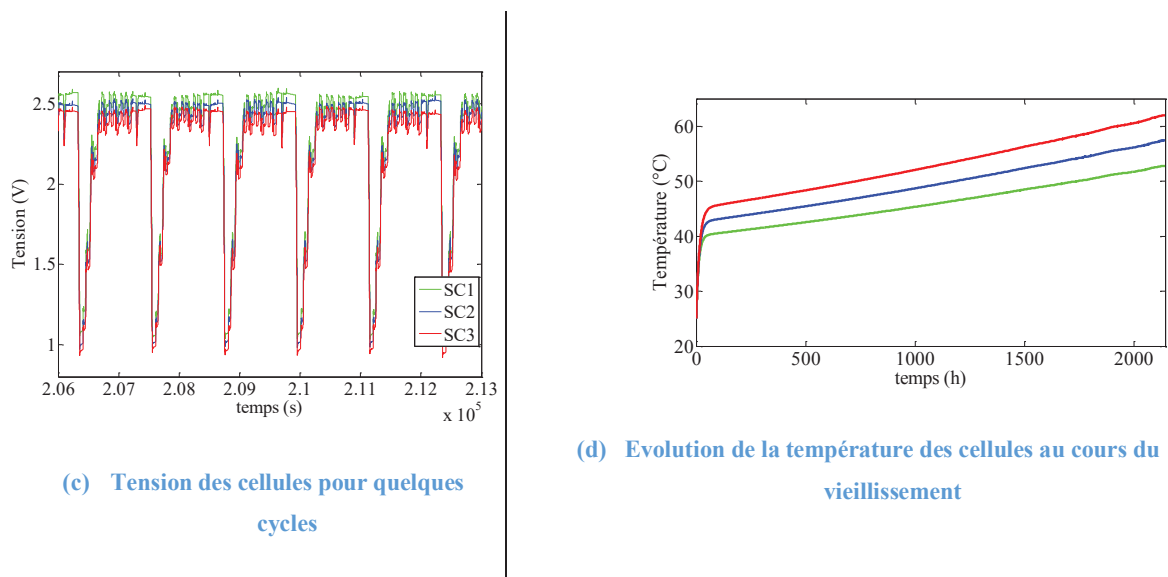 2.5
2
1.5
1
Tension (V)
SC1
SC2
SC3
2.06 2.07 2.08 2.09 2.1 2.11 2.12 2.13
temps (s)
x 10⁵
(c) Tension des cellules pour quelques
cycles
60
50
40
30
20
Température (°C)
0 500 1000 1500 2000
temps (h)
(d) Evolution de la température des cellules au cours du
vieillissement